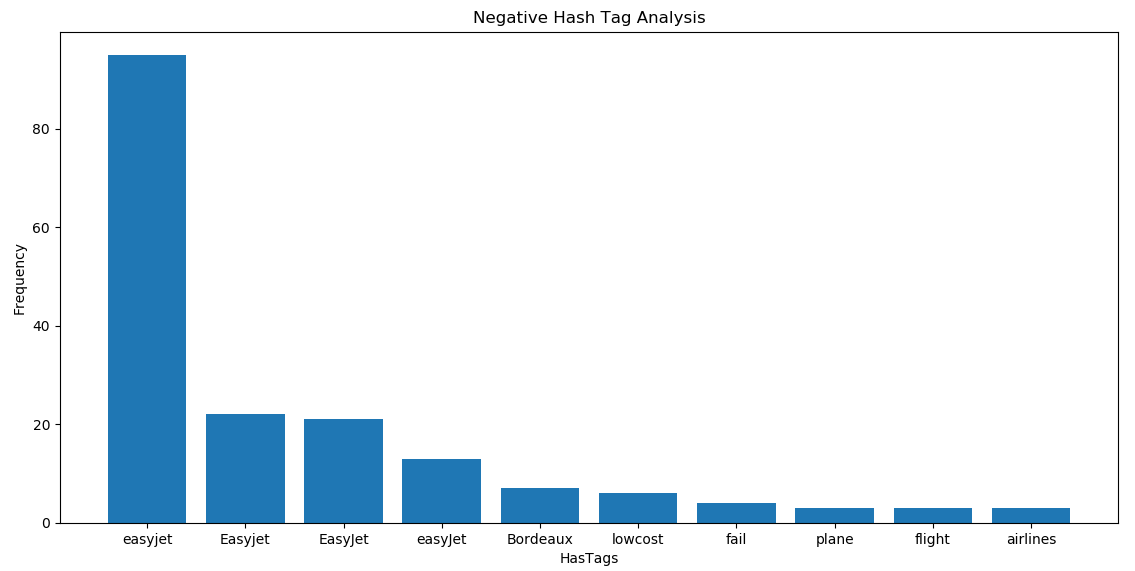 Negative Hash Tag Analysis
Frequency
80
60
40
20
0
easyjet Easyjet EasyJet easyJet Bordeaux lowcost fail plane flight airlines
HasTags